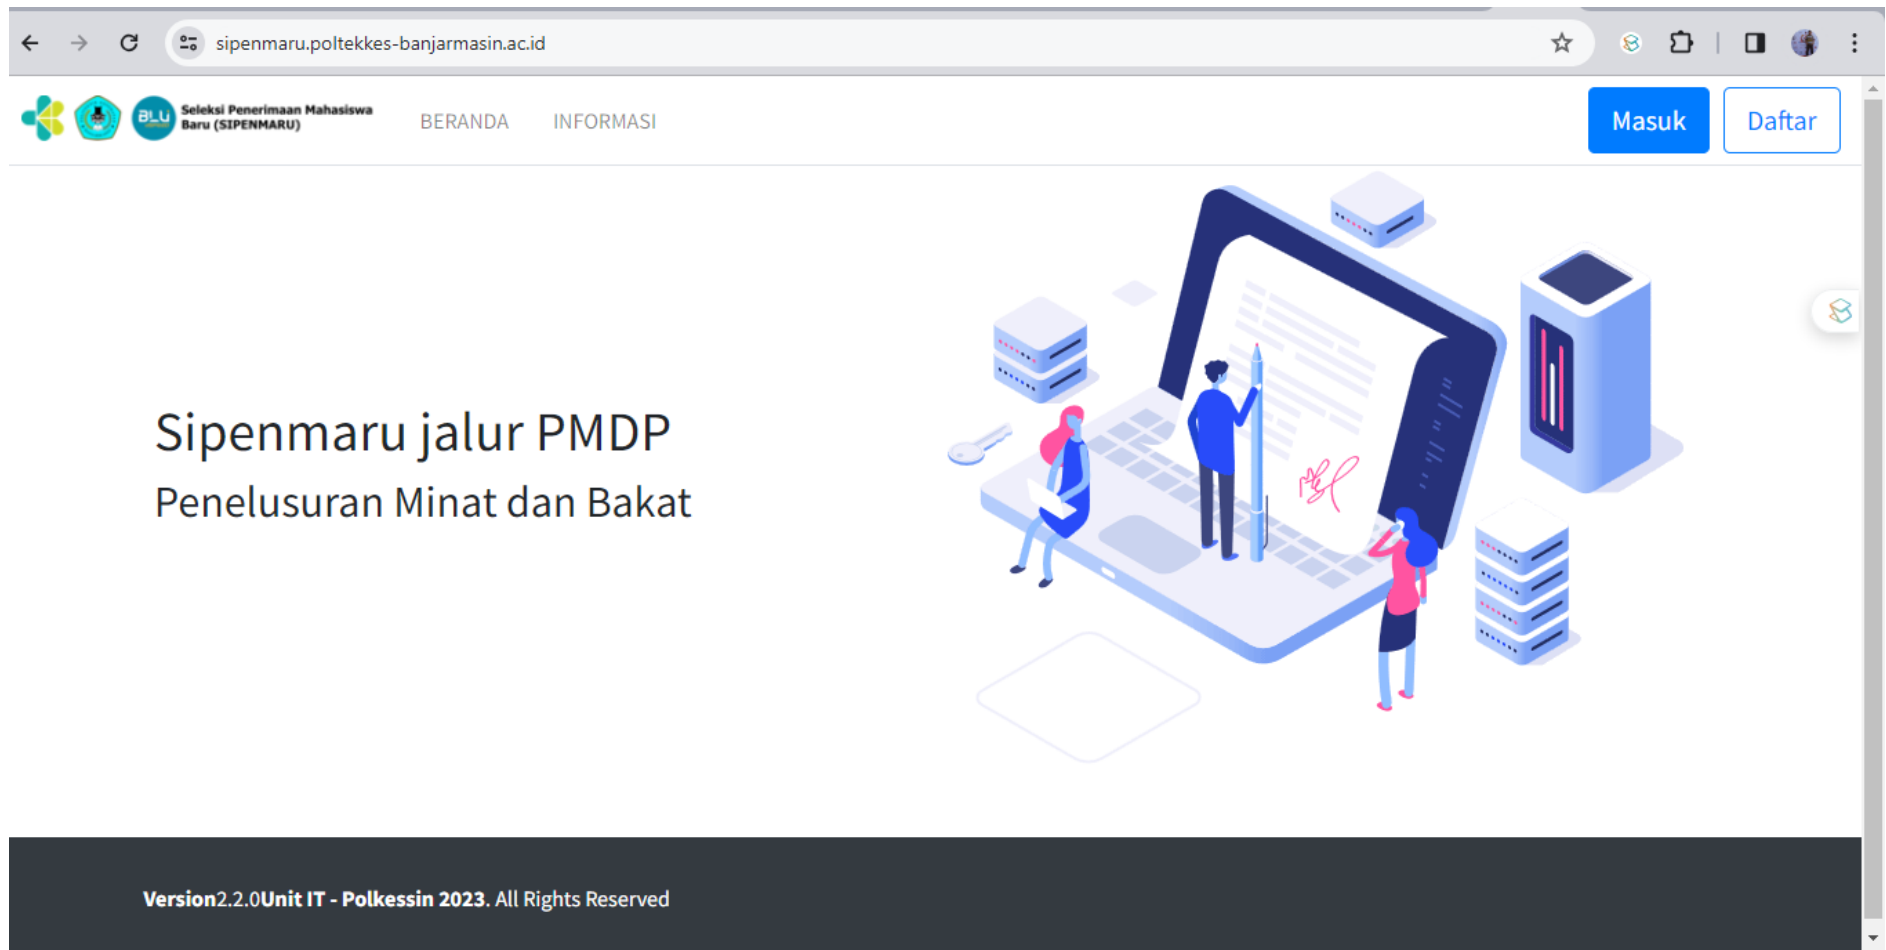 sipenmaru.poltekkes-banjarmasin.ac.id
BLU
Seleksi Penerimaan Mahasiswa
Baru (SIPENMARU)
BERANDA
INFORMASI
Masuk
Daftar
Sipenmaru jalur PMDP
Penelusuran Minat dan Bakat
Version2.2.0Unit IT - Polkessin 2023. All Rights Reserved